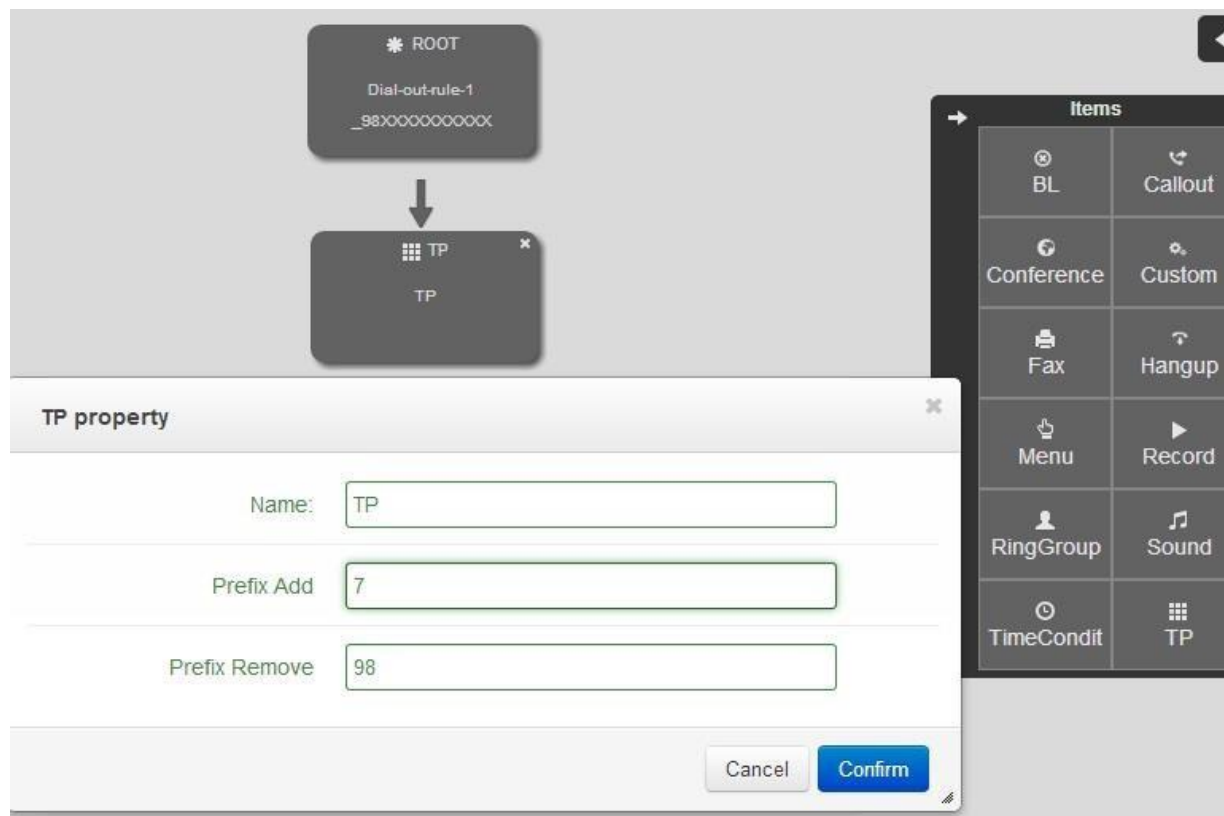 ROOT
Dial-out-rule-1
_98XXXXXXXXXX
TP
TP
Items
BL
Callout
Conference
Custom
Fax
Hangup
Menu
Record
RingGroup
Sound
TimeCondit
TP
TP property
Name: TP
Prefix Add 7
Prefix Remove 98
Cancel Confirm